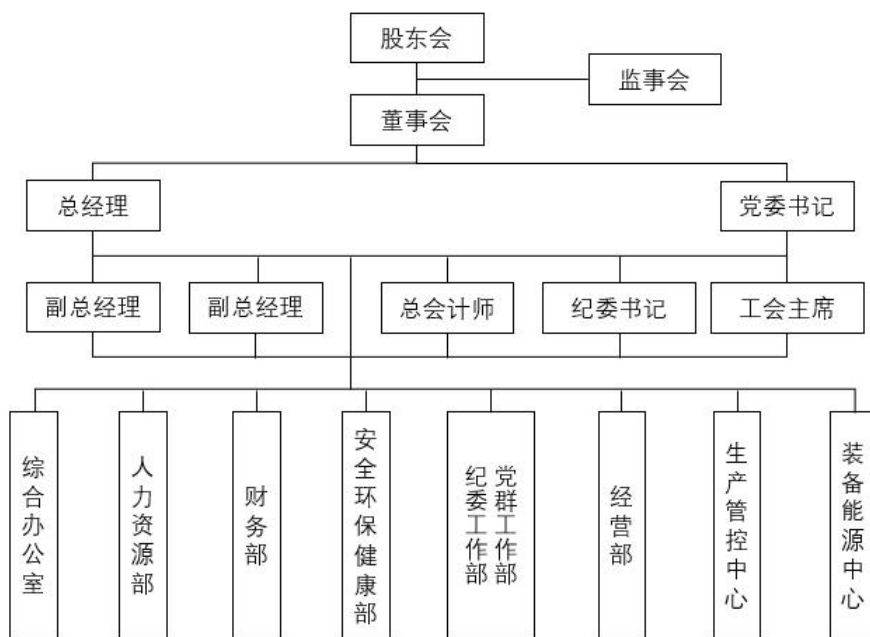 股东会
监事会
董事会
总经理
党委书记
副总经理
副总经理
总会计师
纪委书记
工会主席
综合办公室
人力资源部
财务部
安全环保健康部
党群工作部
纪委工作部
经营部
生产管控中心
装备能源中心